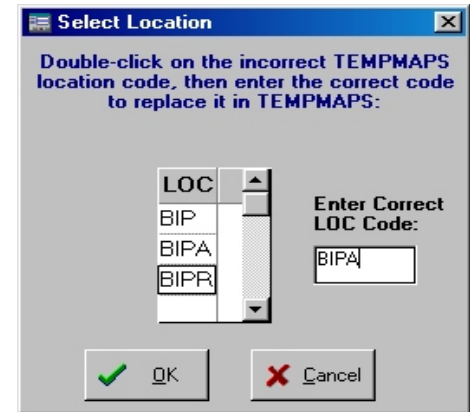 Select Location
Double-click on the incorrect TEMPMAPS
location code, then enter the correct code
to replace it in TEMPMAPS:
LOC
BIP
BIPA
BIPR
Enter Correct
LOC Code:
BIPA
OK
Cancel